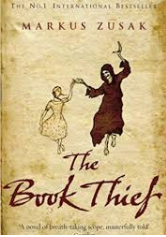 THE NO.1 INTERNATIONAL BESTSELLER
MARKUS ZUSAK
The
Book Thief
'A novel of breath-taking scope, masterfully told'